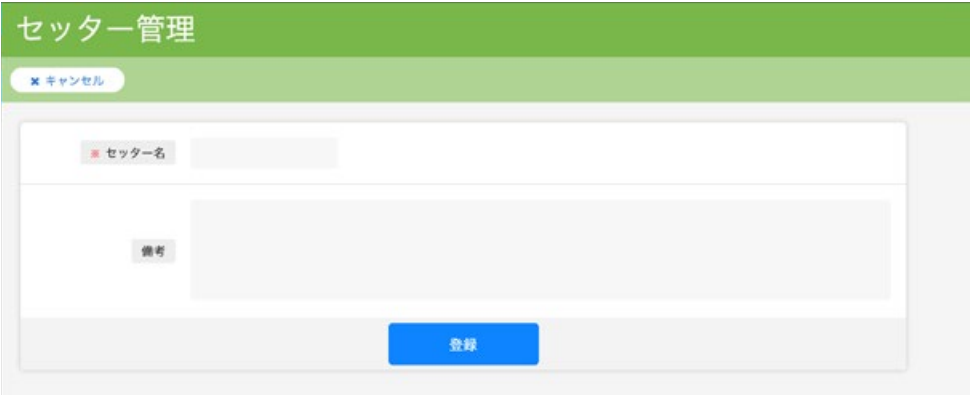 セッター管理
✖ キャンセル
※ セッター名
備考
登録